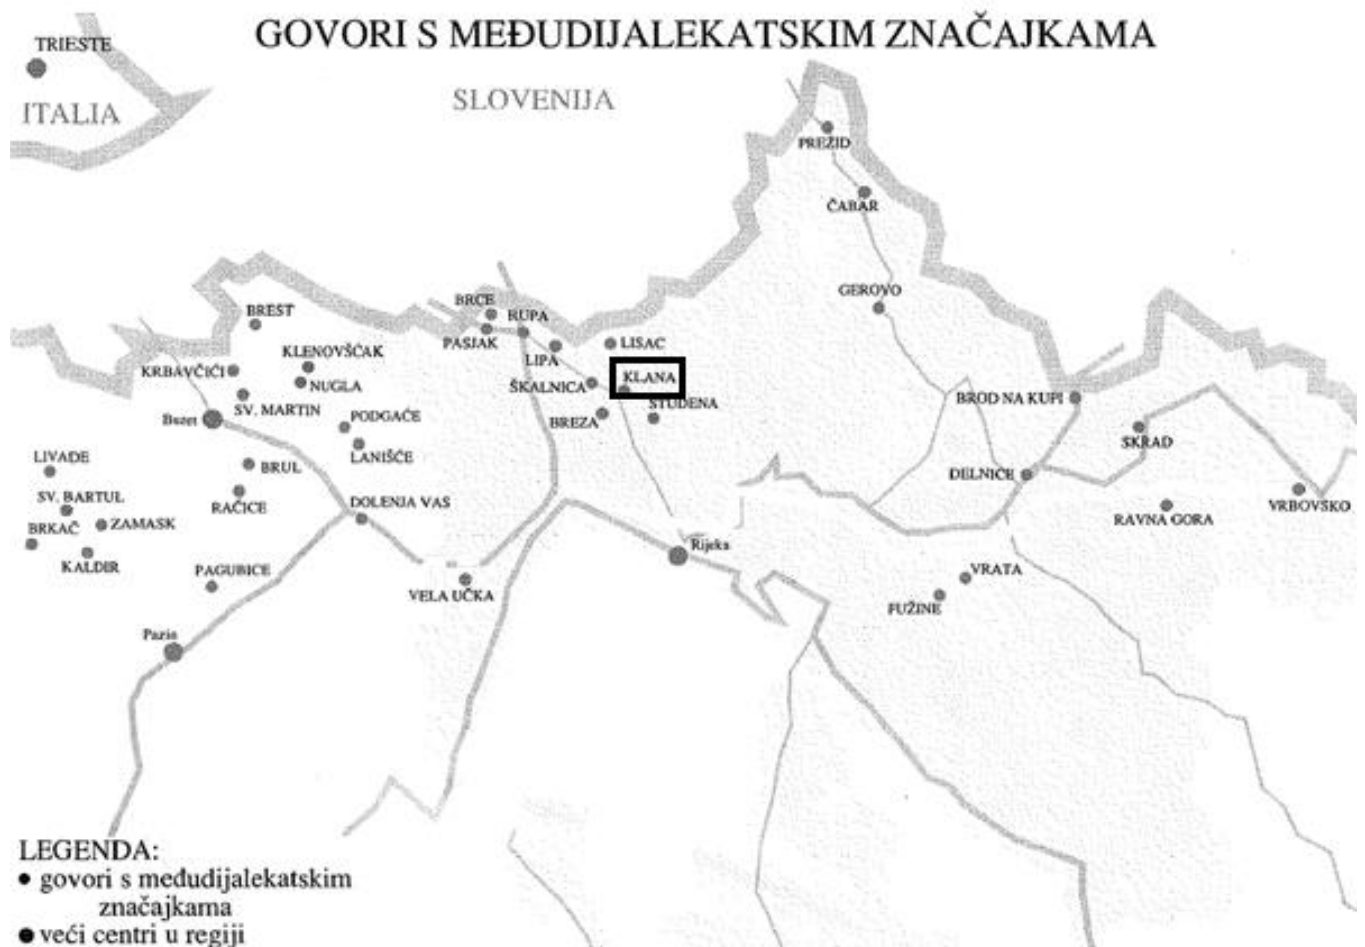 GOVORI S MEĐUDIJALEKATSKIM ZNAČAJKAMA
TRIESTE
ITALIA
SLOVENIJA
PREZID
ČABAR
GEROVO
BRCE
RUPA
PASJAK
LIPA
LISAC
KLANA
ŠKALNICA
STUDENA
BREZA
BREST
KLENOVŠĆAK
KRBAVČIĆI
NUGLA
SV. MARTIN
Buzet
PODGAĆE
LANIŠĆE
BRUL
RAČICE
DOLENJA VAS
LIVADE
SV. BARTUL
BRKAČ
ZAMASK
KALDIR
PAGUBICE
VELA UČKA
Pazin
Rijeka
BROD NA KUPI
SKRAD
DELNICE
RAVNA GORA
VRBOVSKO
VRATA
FUŽINE
LEGENDA:
• govori s međudijalekatskim
značajkama
● veći centri u regiji